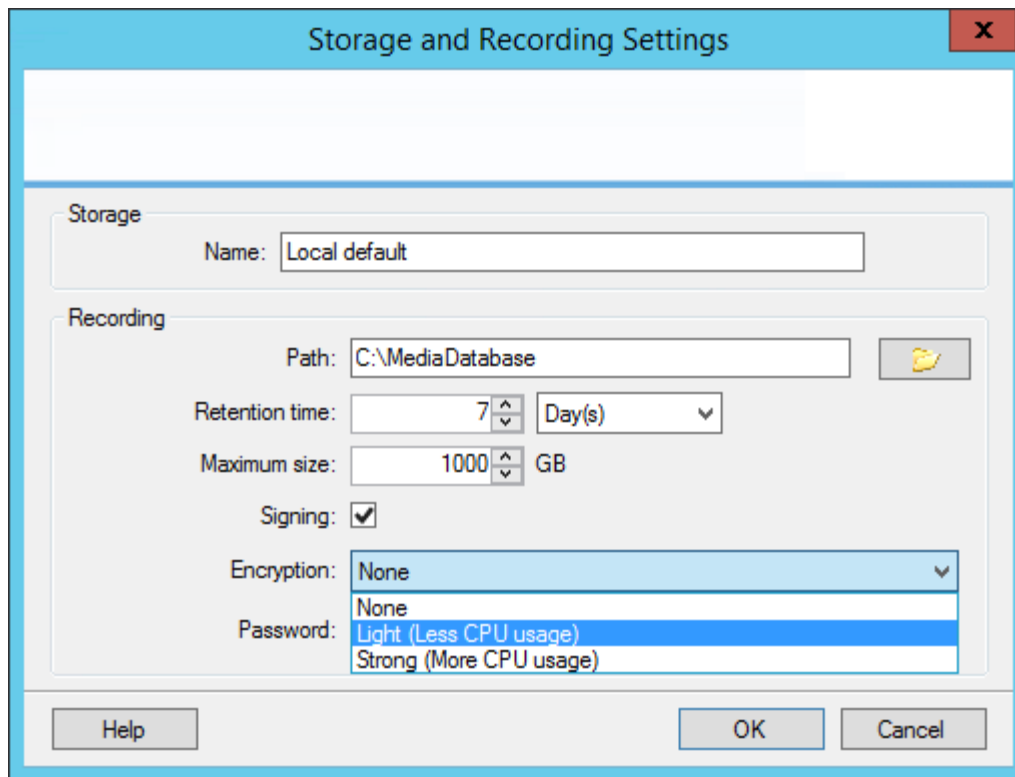 Storage and Recording Settings
x
Storage
Name: Local default
Recording
Path: C:\MediaDatabase
Retention time: 7 Day(s)
Maximum size: 1000 GB
Signing:
Encryption: None
None
Password: Light (Less CPU usage)
Strong (More CPU usage)
Help OK Cancel